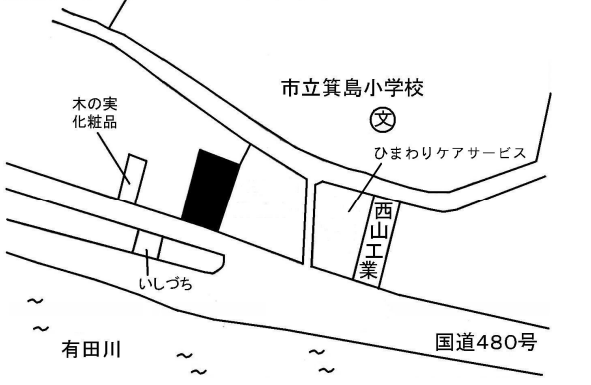 市立箕島小学校
文
木の実
化粧品
ひまわりケアサービス
西山工業
いしづち
国道480号
有田川